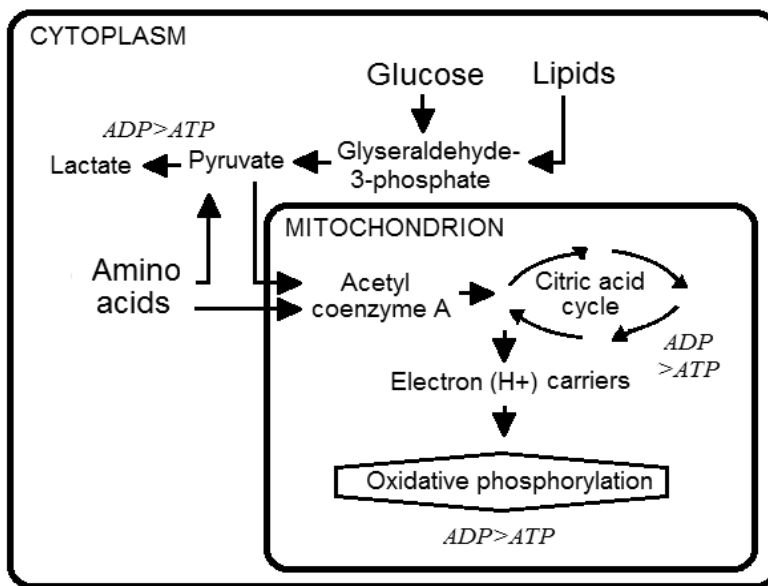 CYTOPLASM
Glucose
Lipids
ADP>ATP
Lactate
Pyruvate
Glyseraldehyde-
3-phosphate
MITOCHONDRION
Amino
acids
Acetyl
coenzyme A
Citric acid
cycle
ADP
>ATP
Electron (H+) carriers
Oxidative phosphorylation
ADP>ATP